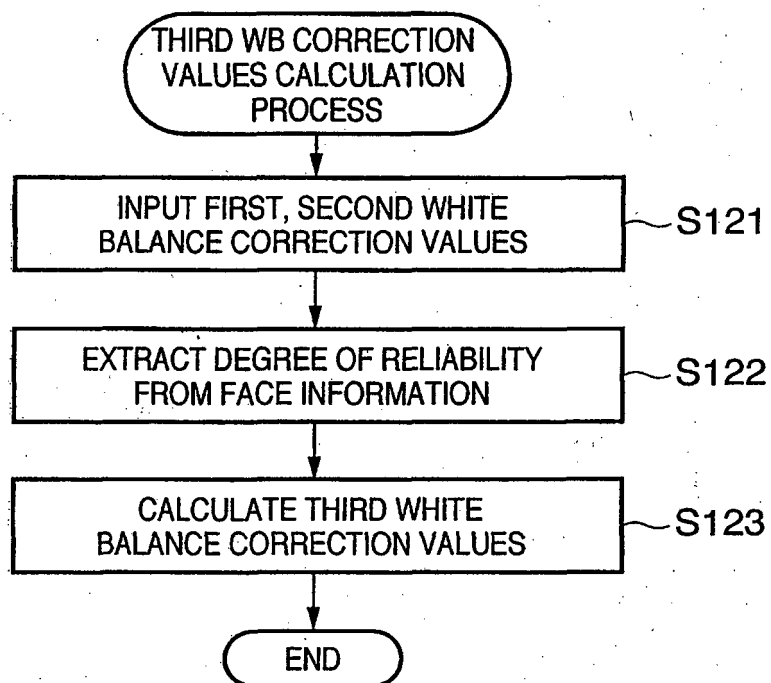 THIRD WB CORRECTION
VALUES CALCULATION
PROCESS
INPUT FIRST, SECOND WHITE
BALANCE CORRECTION VALUES
S121
EXTRACT DEGREE OF RELIABILITY
FROM FACE INFORMATION
S122
CALCULATE THIRD WHITE
BALANCE CORRECTION VALUES
S123
END